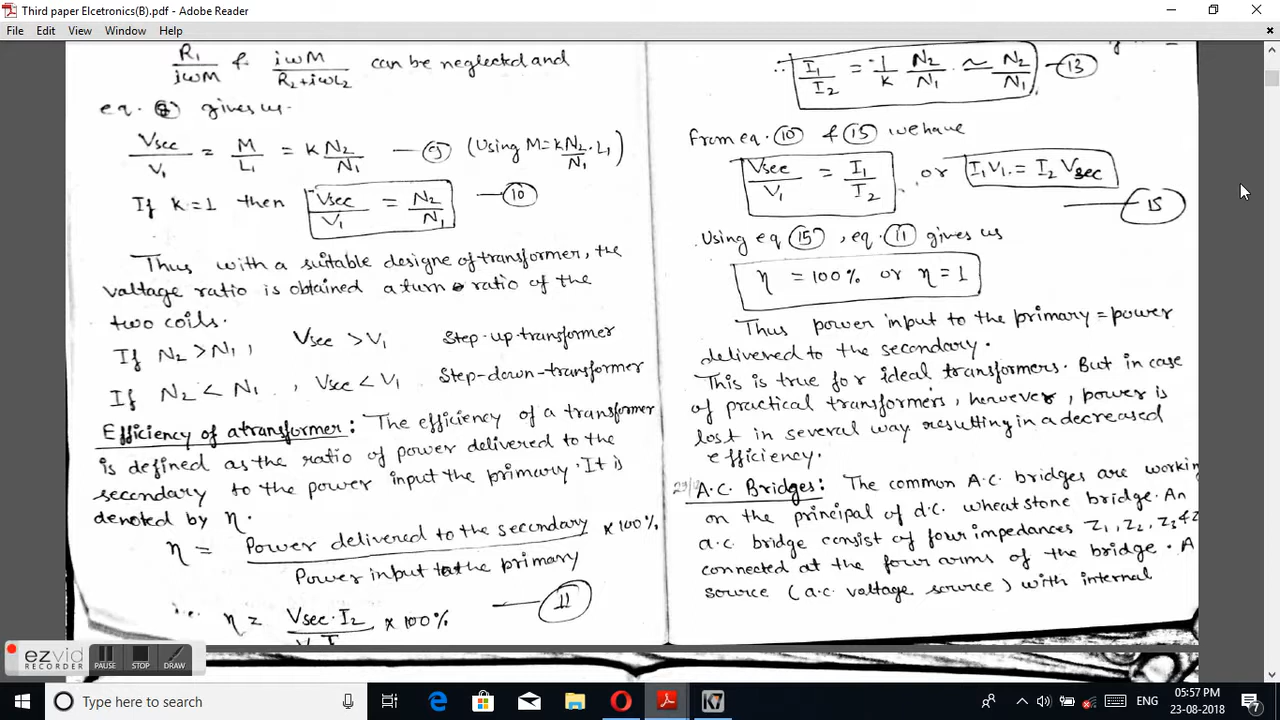 Third paper Elcetronics(B).pdf - Adobe Reader
File Edit View Window Help
R1/jωM & iωM/R2+iωL2 can be neglected and
eq. gives us.
Vsec/V1 = M/L1 = K N2/N1 — (Using M = K N2/N1 . L1)
If K=1 then Vsec/V1 = N2/N1 — 10
Thus with a suitable designe of transformer, the
voltage ratio is obtained a turn ratio of the
two coils.
If N2 > N1, Vsec > V1 Step-up-transformer
If N2 < N1, Vsec < V1 Step-down-transformer
Efficiency of a transformer: The efficiency of a transformer
is defined as the ratio of power delivered to the
secondary to the power input the primary. It is
denoted by η.
η = Power delivered to the secondary / Power input to the primary × 100%
η = Vsec . I2 / × 100% — 11
∴ I1/I2 = -1/K N2/N1 ≃ N2/N1 — 13
From eq. 10 & 15 we have
Vsec/V1 = I1/I2 . or I1V1 = I2 Vsec
— 15
Using eq 15, eq. 11 gives us
η = 100% or η = 1
Thus power input to the primary = power
delivered to the secondary.
This is true for ideal transformers. But in case
of practical transformers, however, power is
lost in several way resulting in a decreased
efficiency.
A.C. Bridges: The common A.C. bridges are workin
on the principal of d.C. wheatstone bridge. An
a.c. bridge consist of four impedances Z1, Z2, Z3 & Z
connected at the four arms of the bridge. A
source (a.c. voltage source) with internal
ezvid
RECORDER
PAUSE STOP DRAW
Type here to search
ENG
05:57 PM
23-08-2018
7